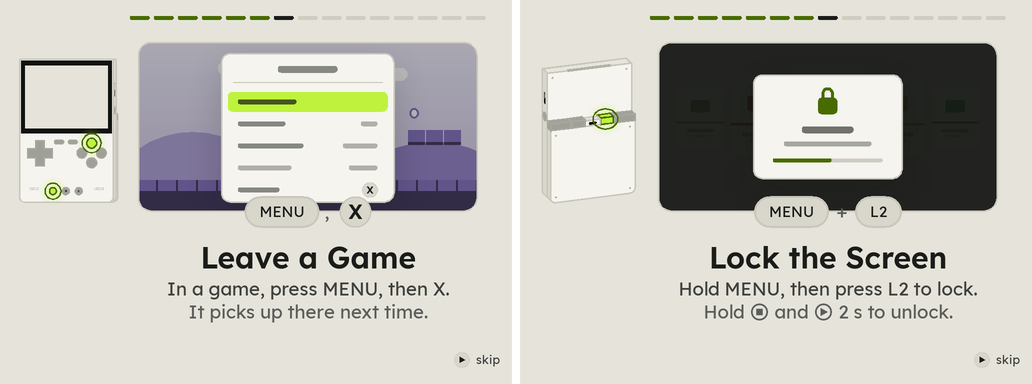 X
MENU , X
Leave a Game
In a game, press MENU, then X.
It picks up there next time.
skip
MENU + L2
Lock the Screen
Hold MENU, then press L2 to lock.
Hold and 2 s to unlock.
skip